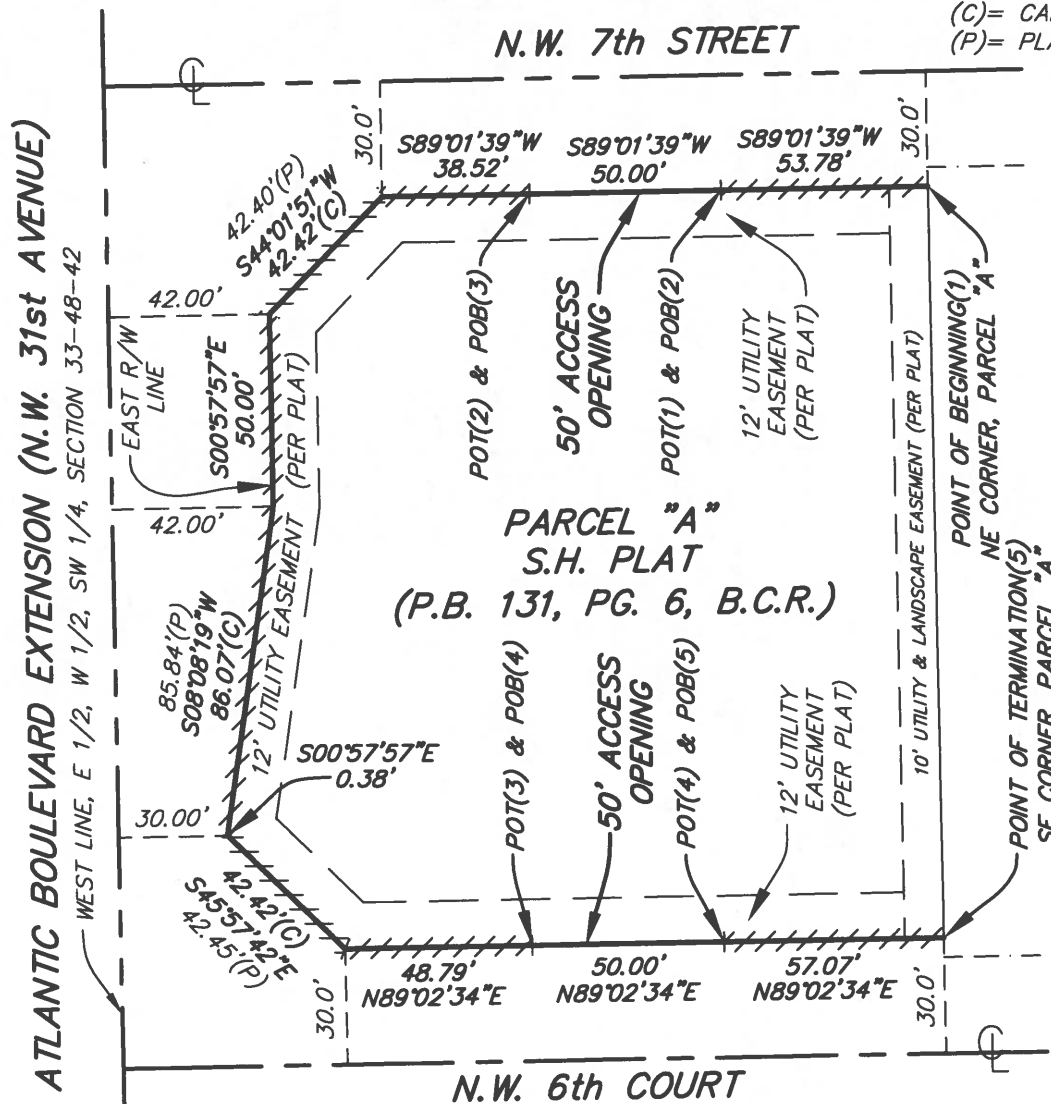 (C)= CA
(P)= PLA
N.W. 7th STREET
30.0'
30.0'
S89°01'39"W
38.52'
S89°01'39"W
50.00'
S89°01'39"W
53.78'
42.40'(P)
S44°01'51"W
42.42'(C)
42.00'
EAST R/W
LINE
S00°57'57"E
50.00'
42.00'
ATLANTIC BOULEVARD EXTENSION (N.W. 31st AVENUE)
WEST LINE, E 1/2, W 1/2, SW 1/4, SECTION 33-48-42
POT(2) & POB(3)
50' ACCESS
OPENING
POT(1) & POB(2)
12' UTILITY
EASEMENT
(PER PLAT)
POINT OF BEGINNING(1)
NE CORNER, PARCEL "A"
12' UTILITY EASEMENT (PER PLAT)
PARCEL "A"
S.H. PLAT
(P.B. 131, PG. 6, B.C.R.)
10' UTILITY & LANDSCAPE EASEMENT (PER PLAT)
85.84'(P)
S08°08'19"W
86.07'(C)
S00°57'57"E
0.38'
30.00'
POT(3) & POB(4)
50' ACCESS
OPENING
POT(4) & POB(5)
12' UTILITY
EASEMENT
(PER PLAT)
POINT OF TERMINATION(5)
SE CORNER, PARCEL "A"
42.42'(C)
S45°57'42"E
42.45'(P)
48.79'
N89°02'34"E
50.00'
N89°02'34"E
57.07'
N89°02'34"E
30.0'
30.0'
N.W. 6th COURT